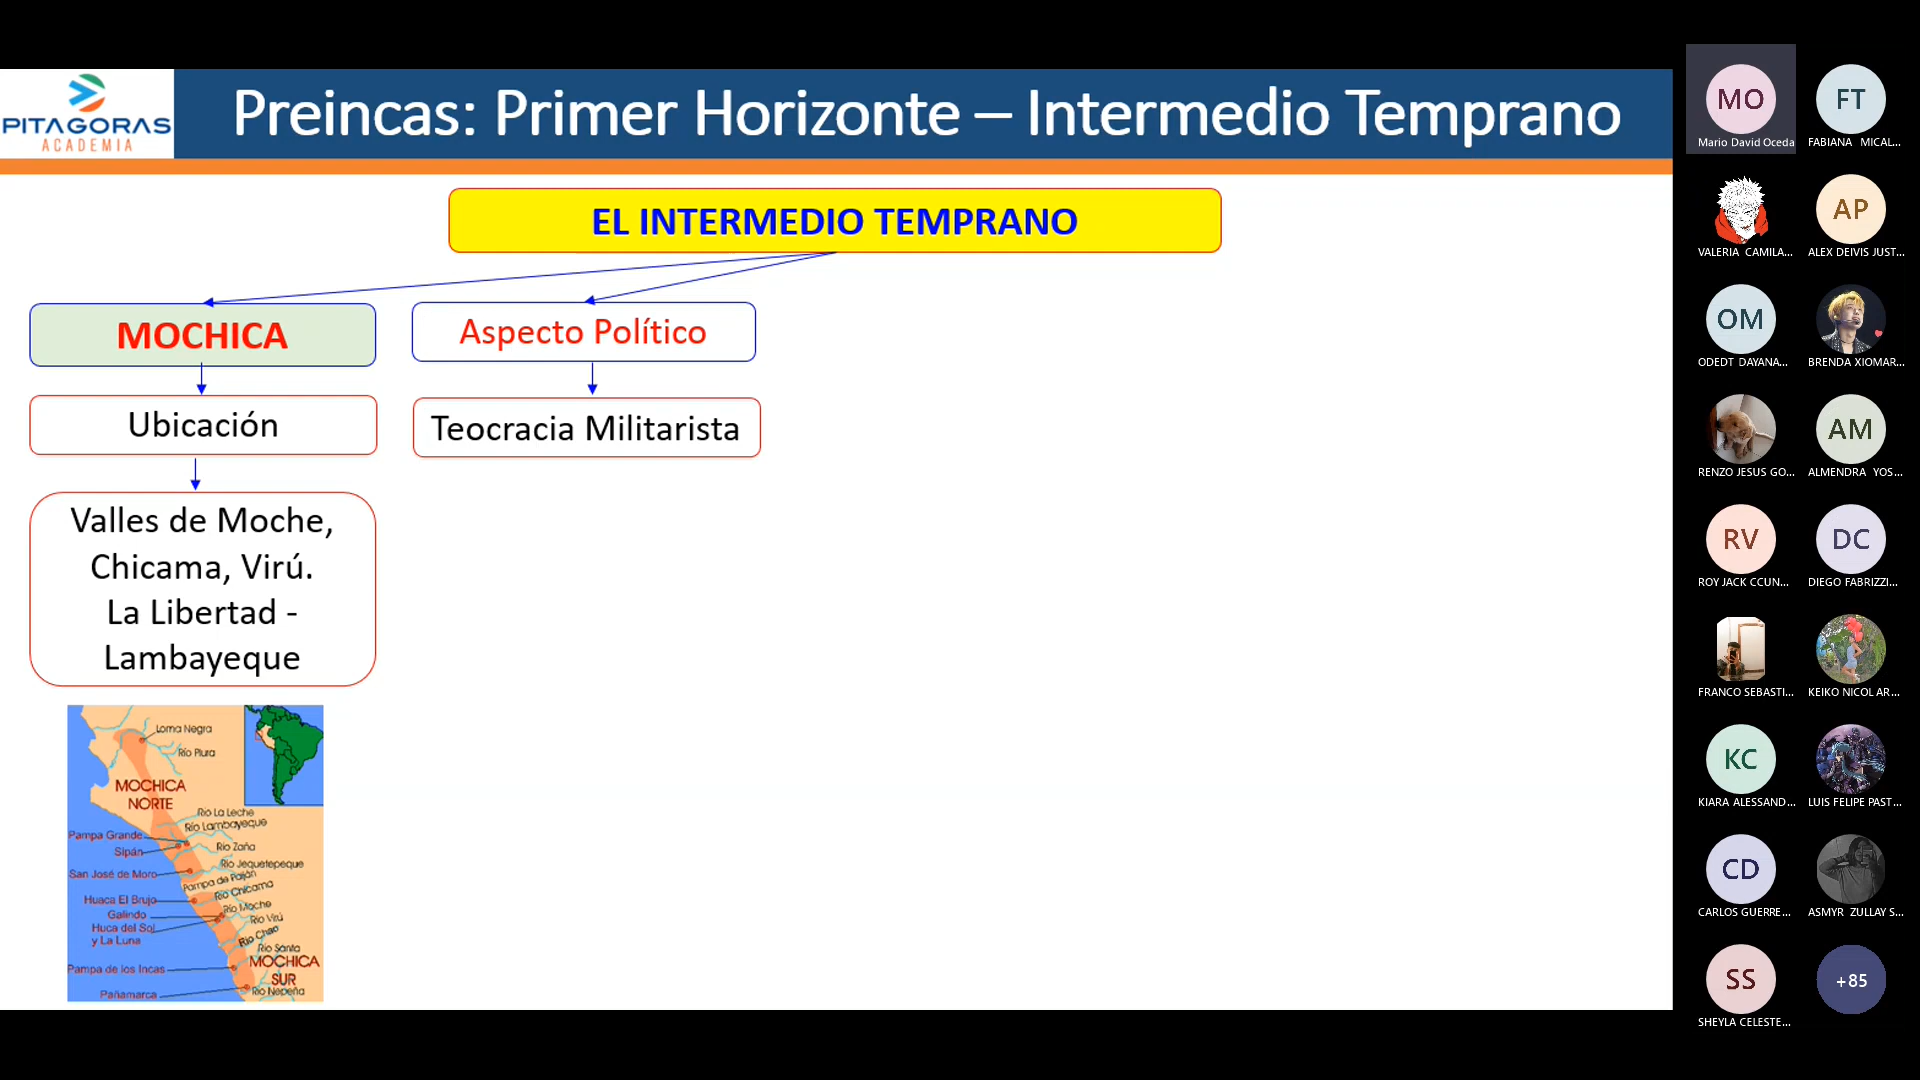 PITAGORAS
ACADEMIA
Preincas: Primer Horizonte – Intermedio Temprano
EL INTERMEDIO TEMPRANO
MOCHICA
Aspecto Político
Ubicación
Teocracia Militarista
Valles de Moche,
Chicama, Virú.
La Libertad -
Lambayeque
Loma Negra
Río Piura
MOCHICA
NORTE
Río La Leche
Río Lambayeque
Pampa Grande
Río Zaña
Sipán
Río Jequetepeque
San José de Moro
Pampa de Paiján
Río Chicama
Huaca El Brujo
Río Moche
Galindo
Río Virú
Huca del Sol
y La Luna
Río Chao
Río Santa
MOCHICA
SUR
Pampa de los Incas
Río Nepeña
Pañamarca
MO
Mario David Oceda
FT
FABIANA MICAL...
VALERIA CAMILA...
AP
ALEX DEIVIS JUST...
OM
ODEDT DAYANA...
BRENDA XIOMAR...
RENZO JESUS GO...
AM
ALMENDRA YOS...
RV
ROY JACK CCUN...
DC
DIEGO FABRIZZI...
FRANCO SEBASTI...
KEIKO NICOL AR...
KC
KIARA ALESSAND...
LUIS FELIPE PAST...
CD
CARLOS GUERRE...
ASMYR ZULLAY S...
SS
SHEYLA CELESTE...
+85